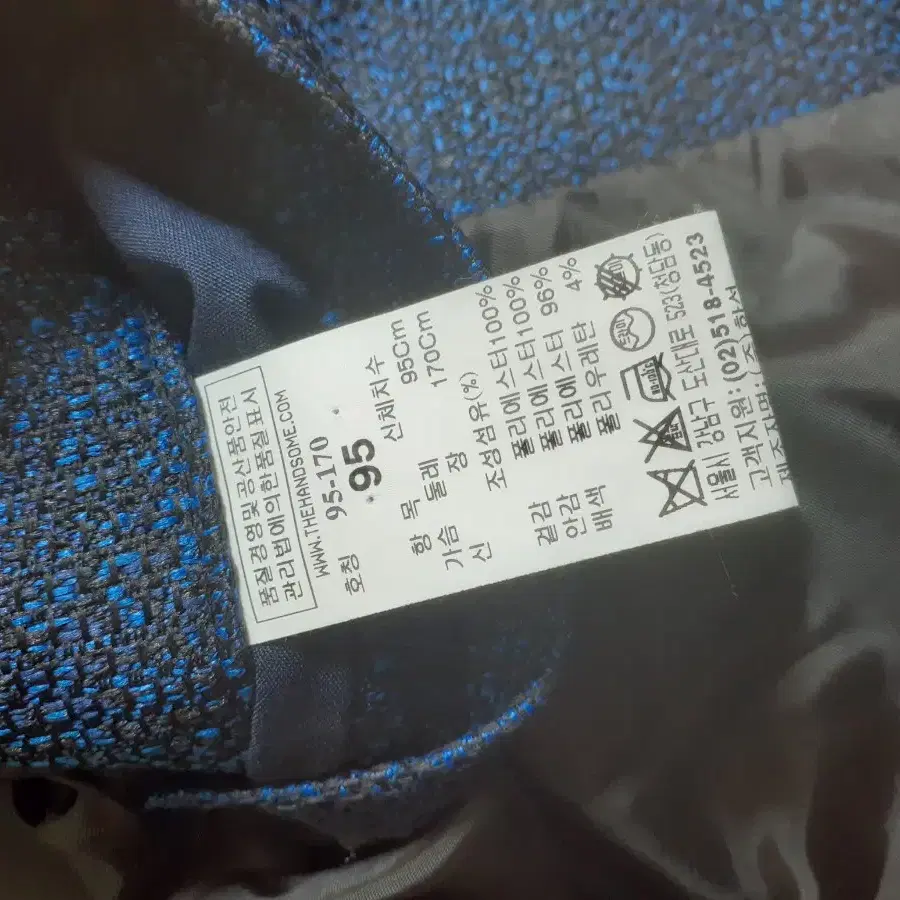 품질경영및 공산품안전
관리법에의한품질표시
WWW.THEHANDSOME.COM
95-170
호칭 95
항 목 신체치수
가슴둘레 95Cm
신 장 170Cm
조성섬유(%)
겉감 폴리에스터100%
안감 폴리에스터100%
배색 폴리에스터 96%
폴리우레탄 4%
드라이
서울시 강남구 도산대로 523(청담동)
고객지원:(02)518-4523